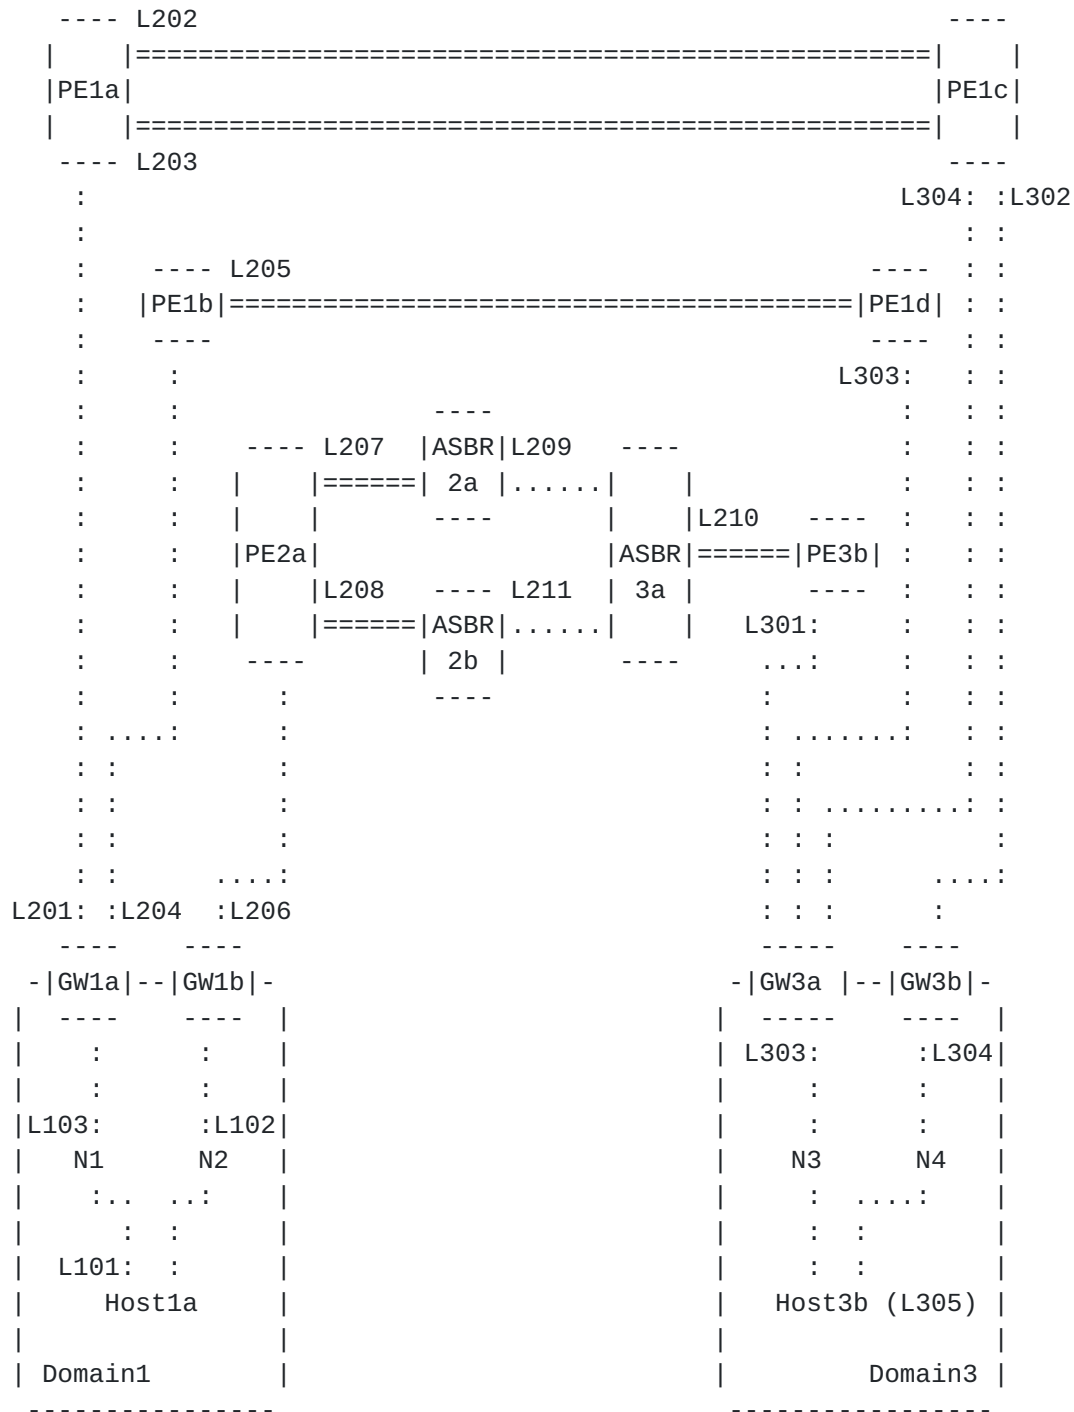 L202
PE1a PE1c
L203
L304 L302
L205
PE1b PE1d
L303
L207 ASBR L209
2a
L210
PE2a ASBR PE3b
L208 L211 3a
ASBR L301
2b
L201 L204 L206
GW1a GW1b GW3a GW3b
L303 L304
L103 L102
N1 N2 N3 N4
L101
Host1a Host3b (L305)
Domain1 Domain3